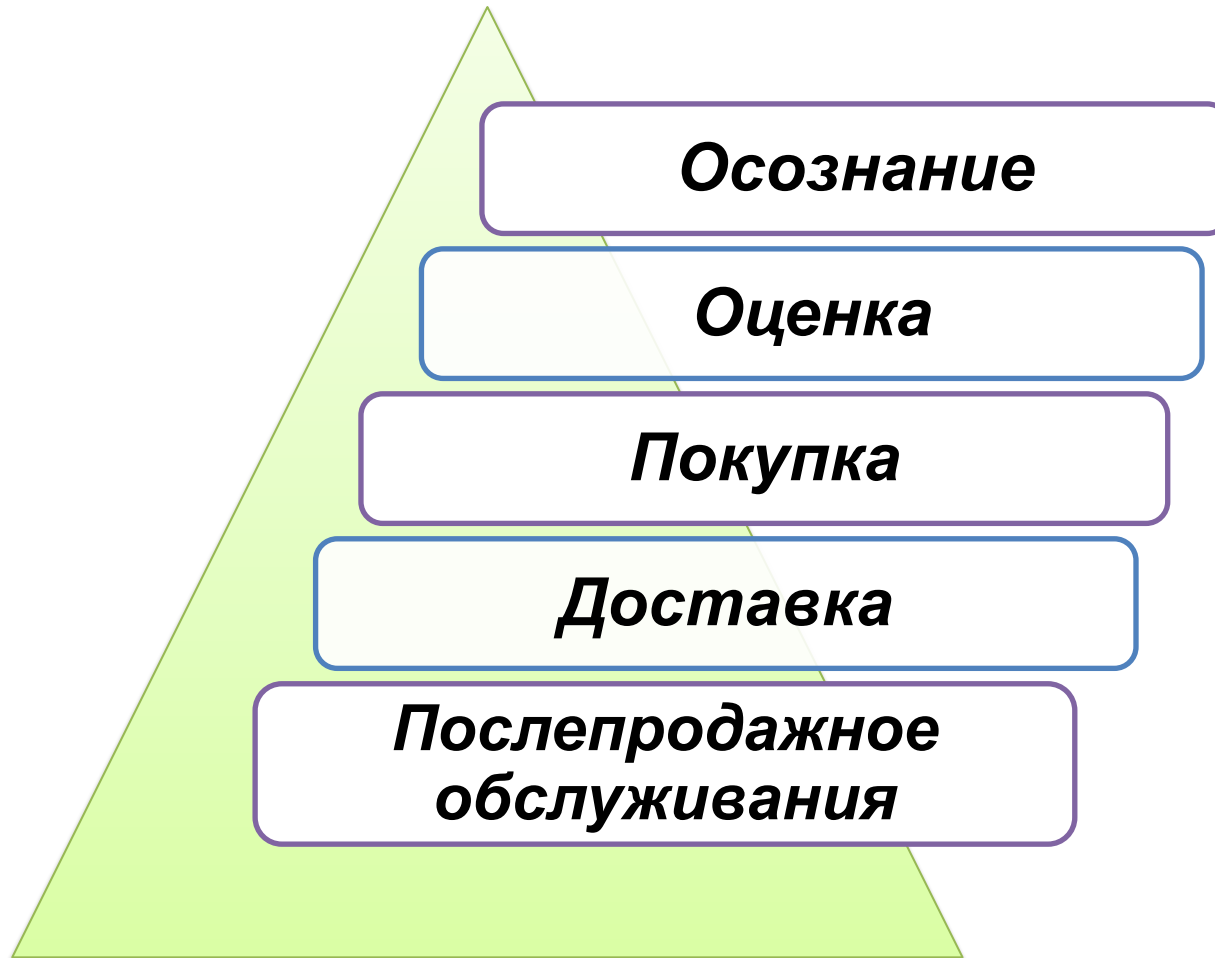 Осознание
Оценка
Покупка
Доставка
Послепродажное
обслуживания